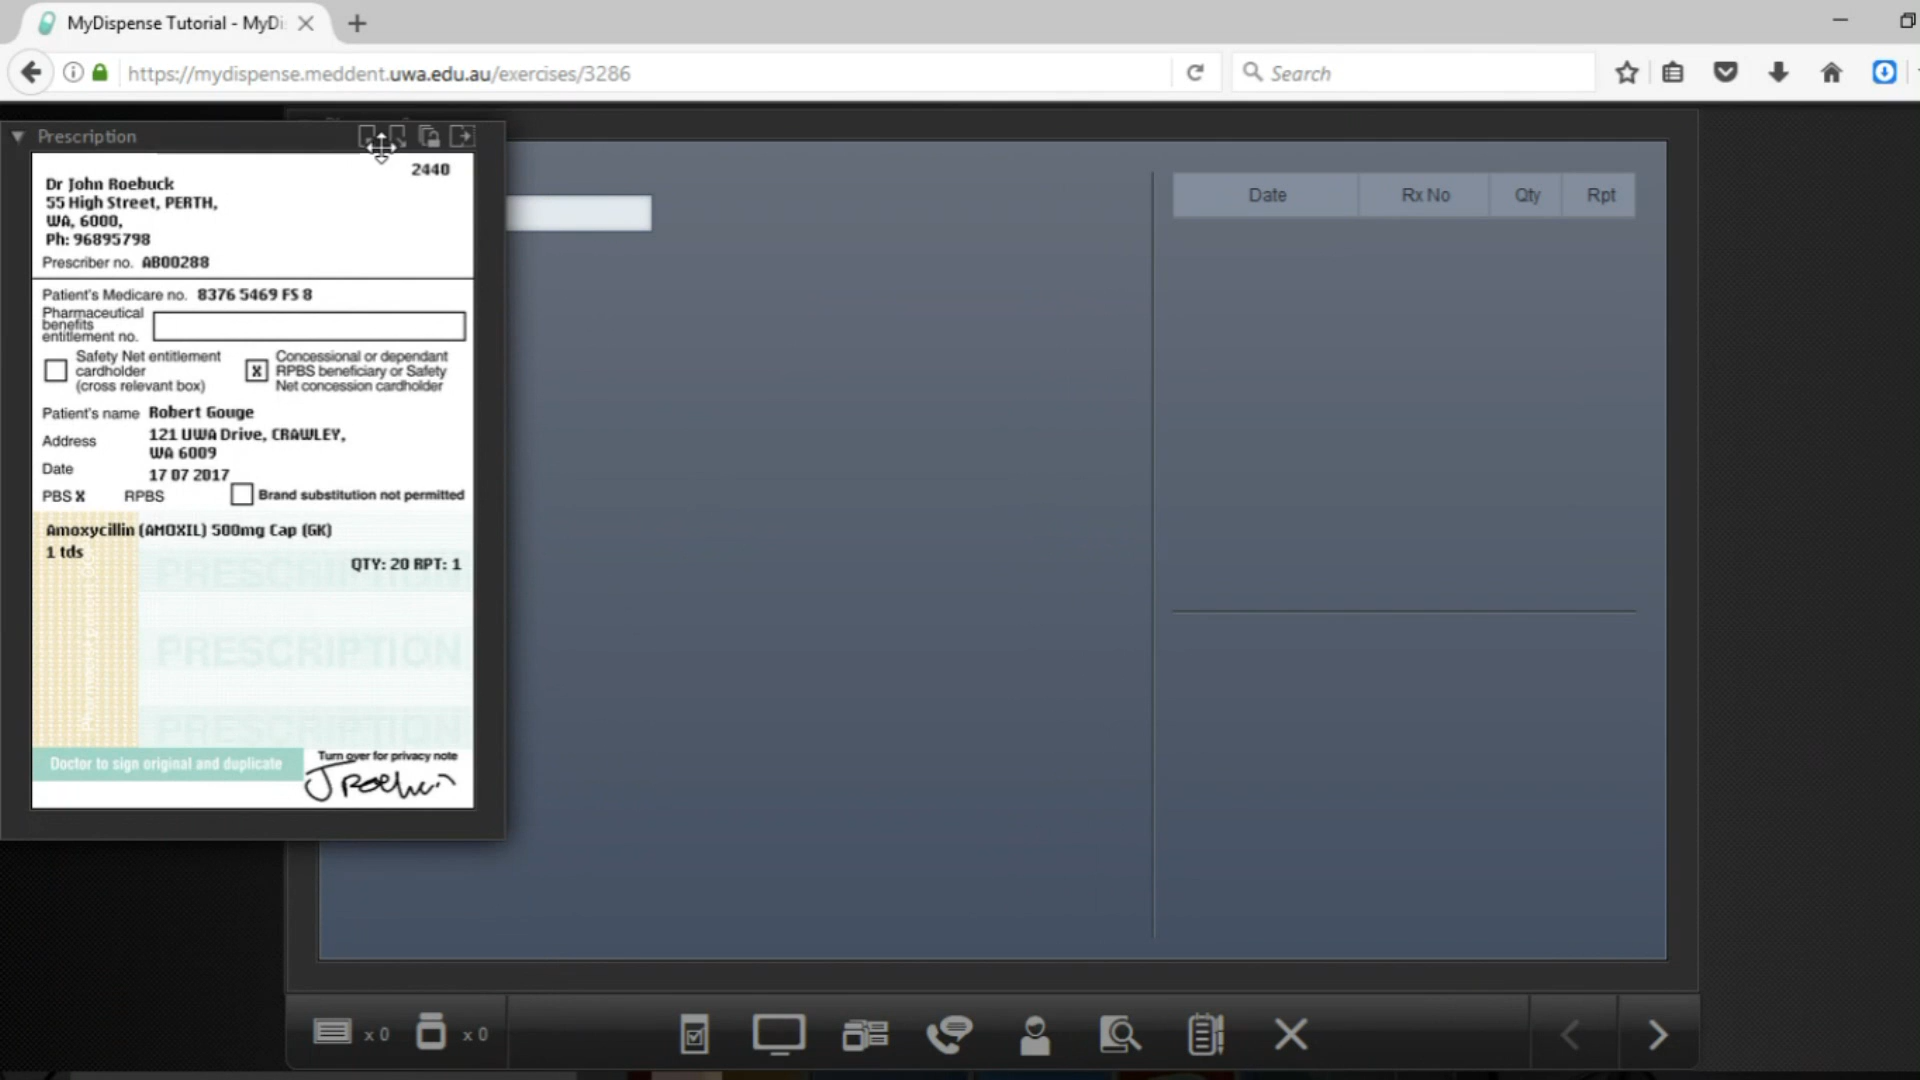 MyDispense Tutorial - MyDi
https://mydispense.meddent.uwa.edu.au/exercises/3286
Search
Prescription
2440
Dr John Roebuck
55 High Street, PERTH,
WA, 6000,
Ph: 96895798
Prescriber no. AB00288
Patient's Medicare no. 8376 5469 FS 8
Pharmaceutical
benefits
entitlement no.
Safety Net entitlement
cardholder
(cross relevant box)
X
Concessional or dependant
RPBS beneficiary or Safety
Net concession cardholder
Patient's name Robert Gouge
Address 121 UWA Drive, CRAWLEY,
WA 6009
Date 17 07 2017
PBS X RPBS Brand substitution not permitted
Amoxycillin (AMOXIL) 500mg Cap (GK)
1 tds
QTY: 20 RPT: 1
PRESCRIPTION
PRESCRIPTION
PRESCRIPTION
Turn over for privacy note
Doctor to sign original and duplicate
Date Rx No Qty Rpt
x 0 x 0